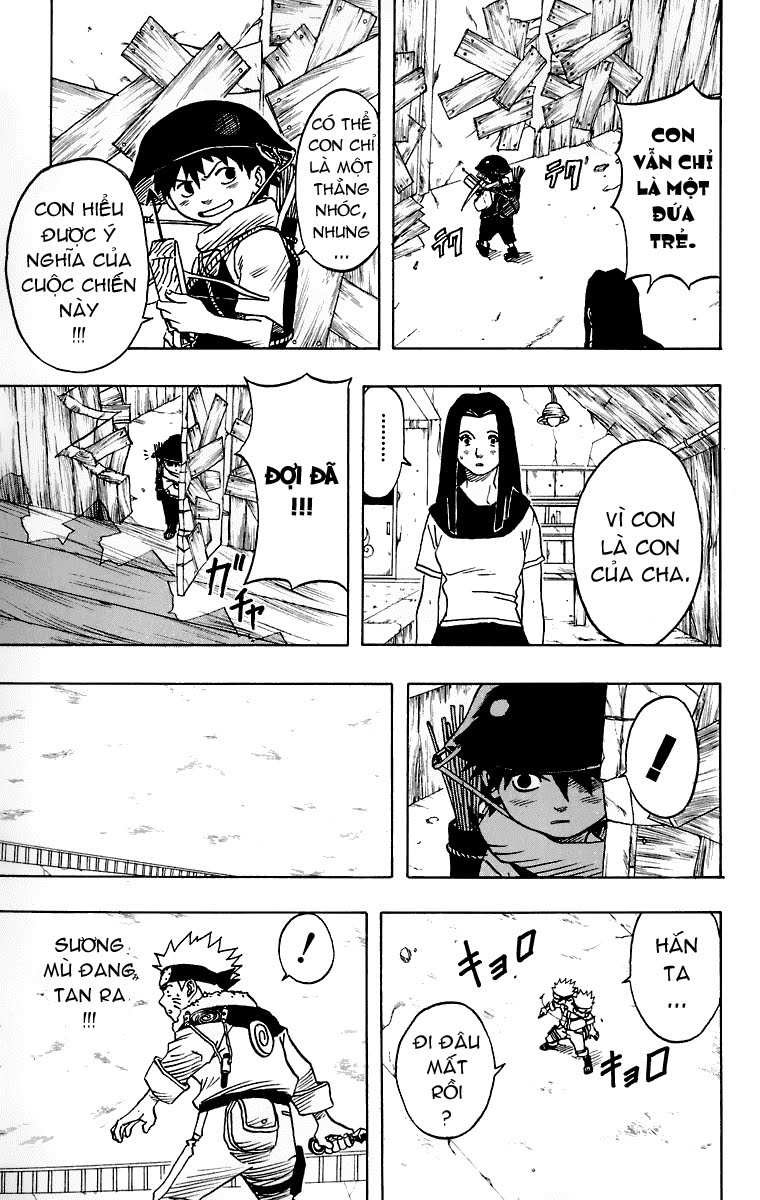 CON
VẪN CHỈ
LÀ MỘT
ĐỨA
TRẺ.
テク
テク
CÓ THỂ
CON CHỈ
LÀ MỘT
THẰNG
NHÓC,
NHƯNG
...
CON HIỂU
ĐƯỢC Ý
NGHĨA CỦA
CUỘC CHIẾN
NÀY
!!!
VÌ CON
LÀ CON
CỦA CHA.
.........
ĐỢI ĐÃ
!!!
ガチャ
!
HẮN
TA
...
キョロ
キョロ
ĐI ĐÂU
MẤT
RỒI
?
!
SƯƠNG
MÙ ĐANG
TAN RA
!!!